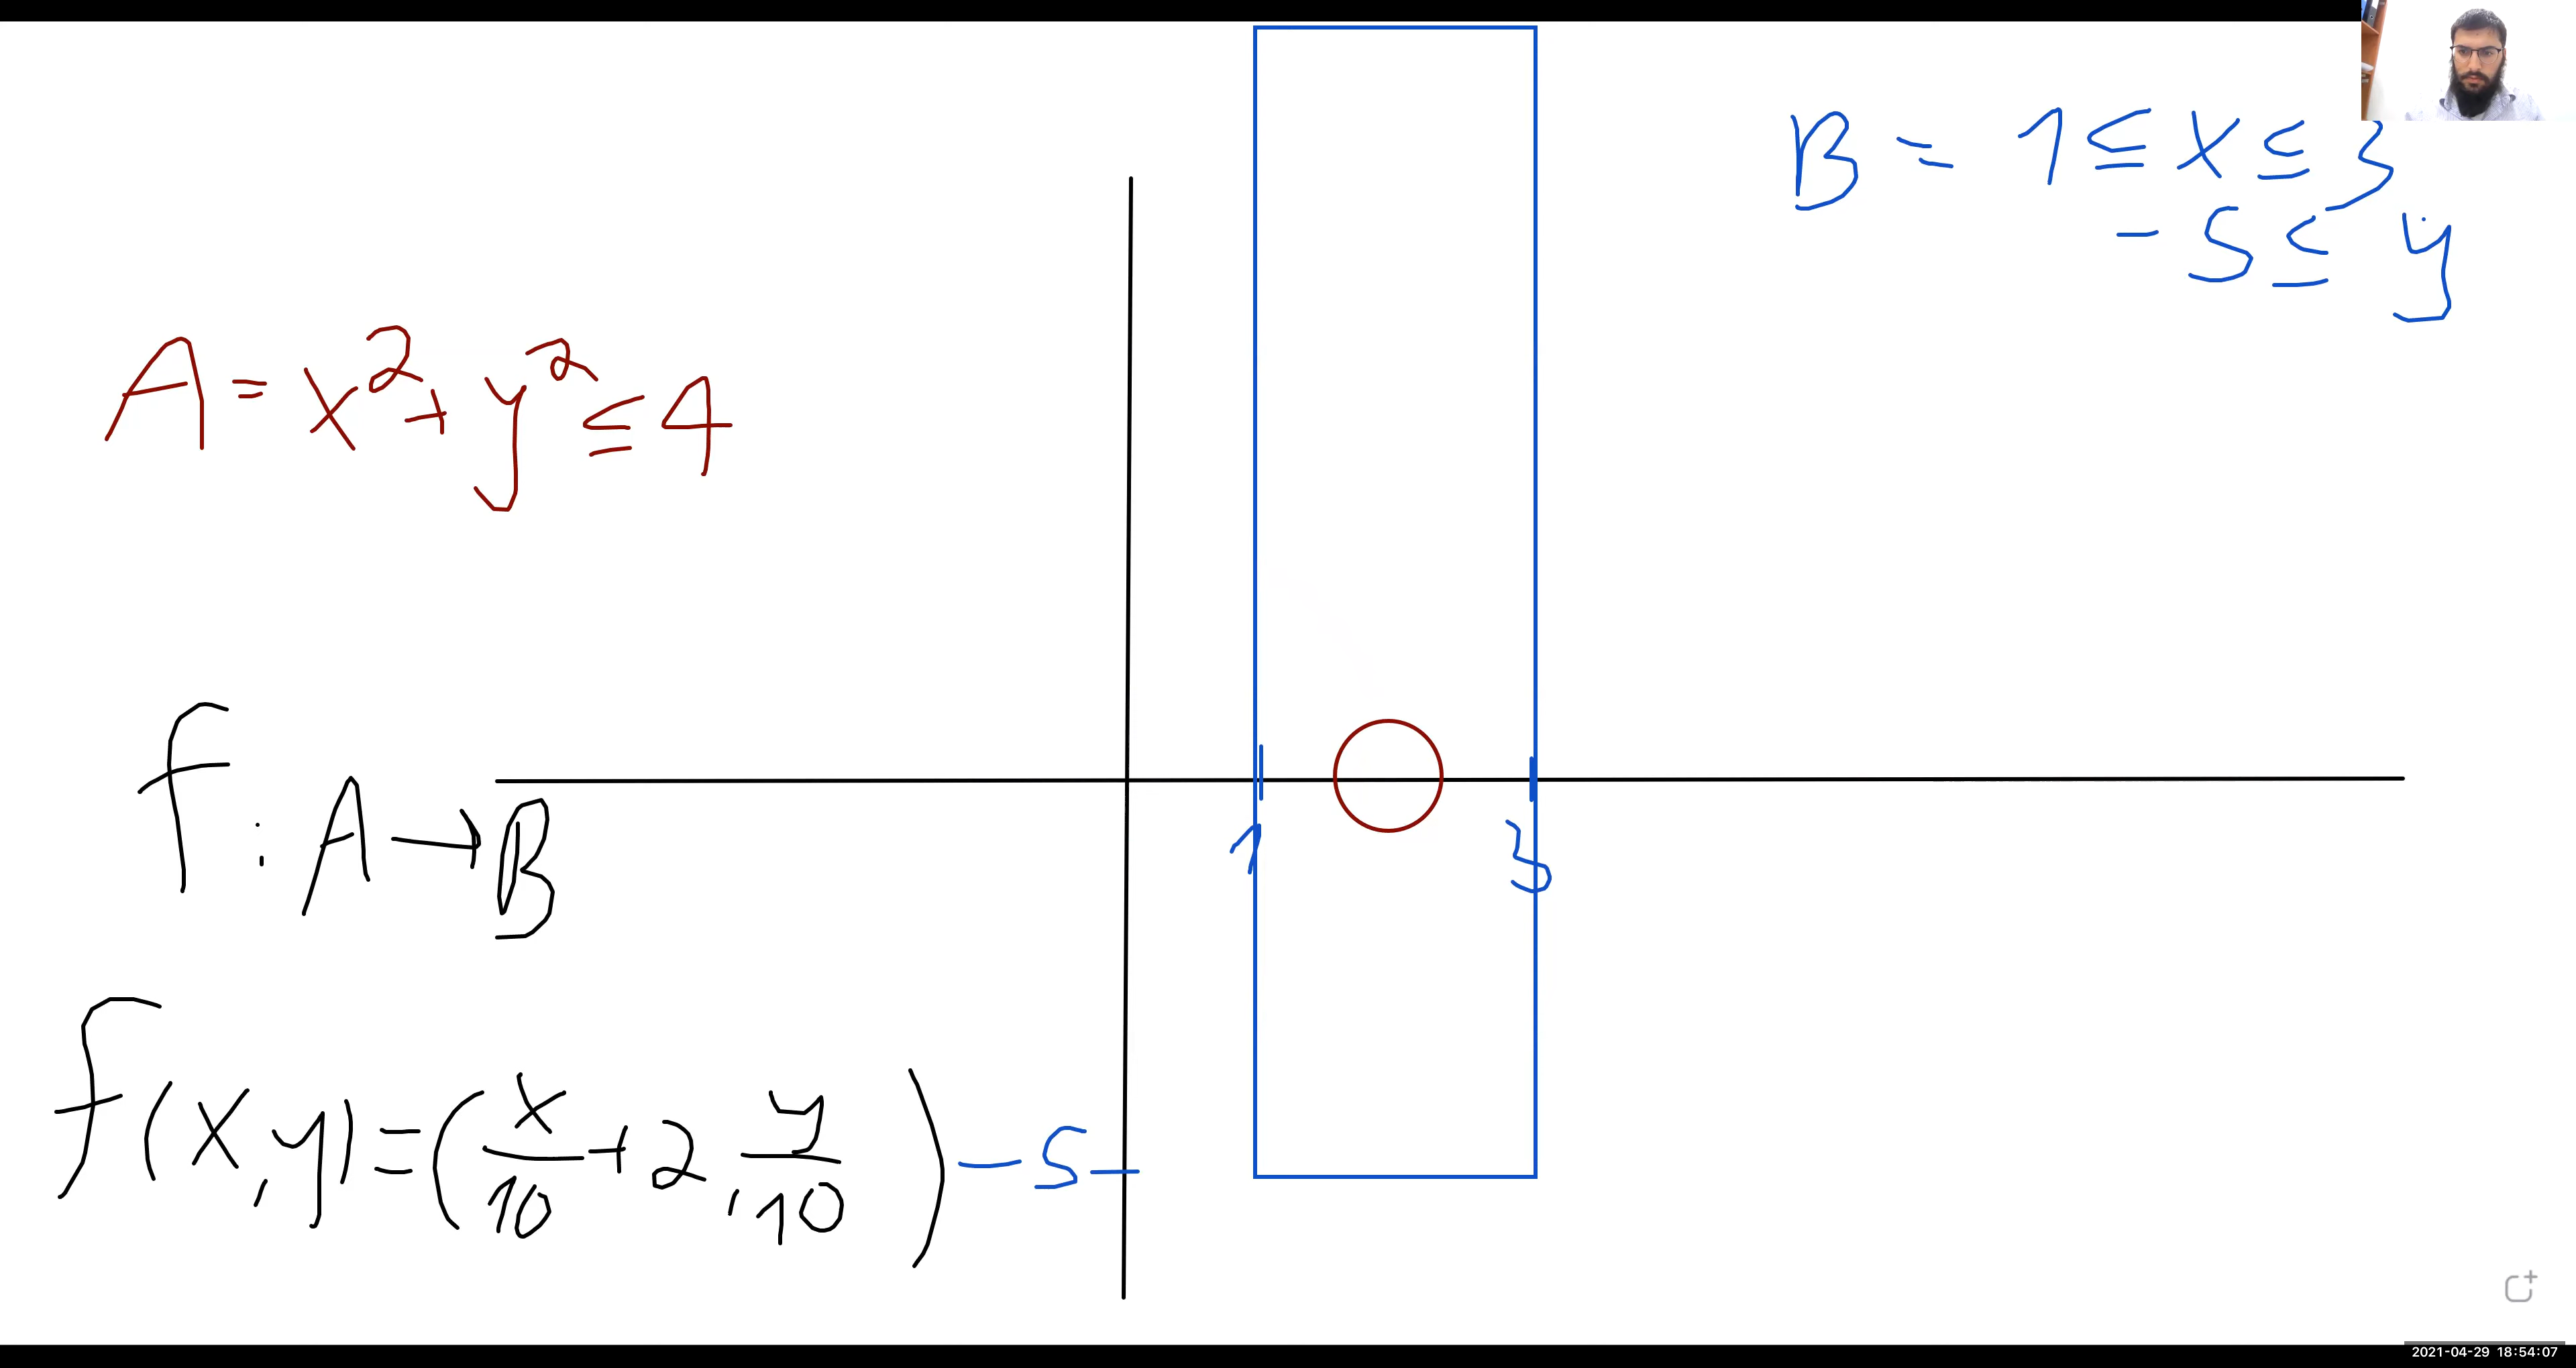 B = 1 ≤ x ≤ 3
- 5 ≤ y
A = x² + y² ≤ 4
f : A → B
1 3
f(x,y) = (x/10 + 2, y/10)
-5
2021-04-29 18:54:07